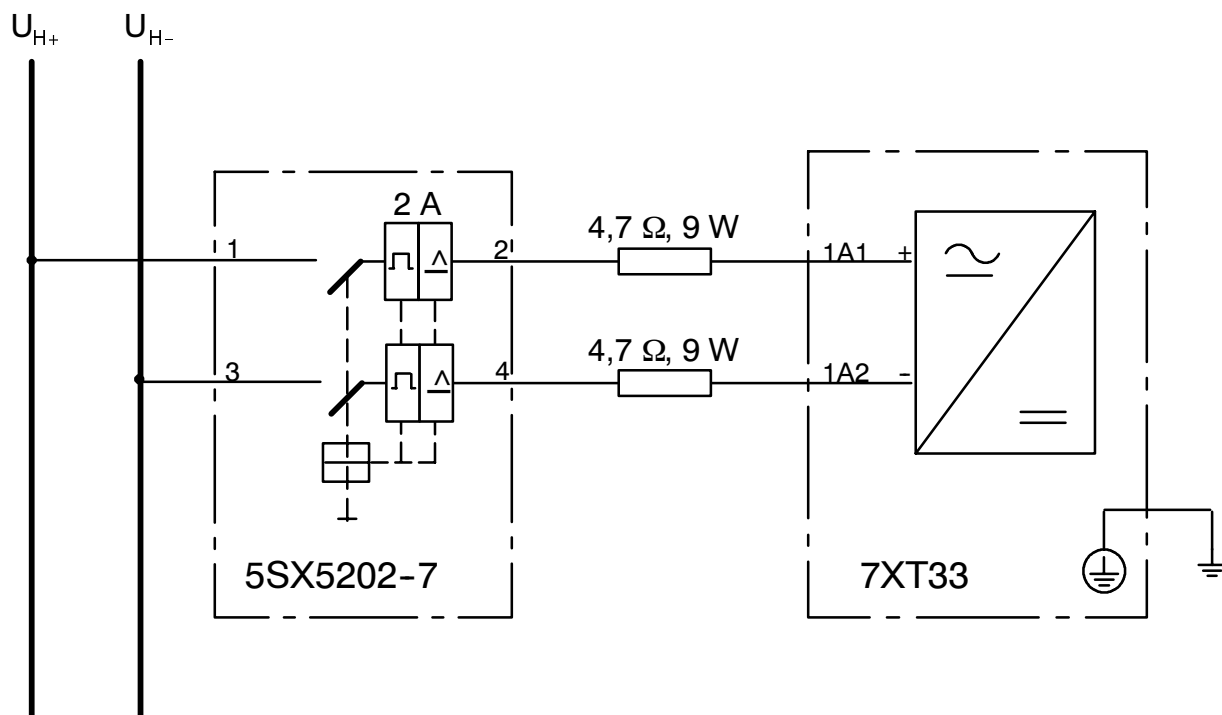 U_H+ U_H-
2 A
4,7 Ω, 9 W
1 2 1A1 +
4,7 Ω, 9 W
3 4 1A2 -
5SX5202-7 7XT33